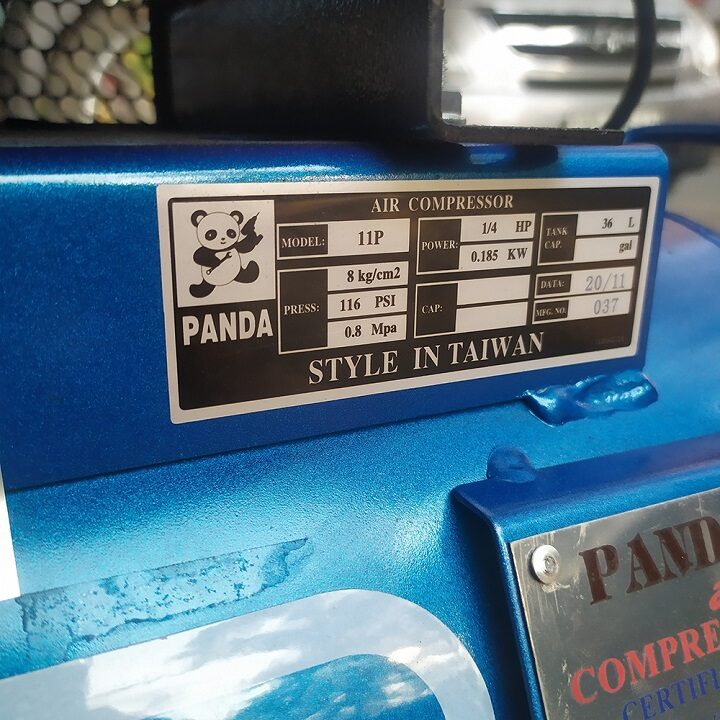 AIR COMPRESSOR
PANDA
MODEL: 11P
PRESS: 8 kg/cm2
116 PSI
0.8 Mpa
POWER: 1/4 HP
0.185 KW
CAP:
TANK CAP. 36 L
gal
DATA: 20/11
MFG. NO. 037
STYLE IN TAIWAN
PAND
COMPRE
CERTIFI